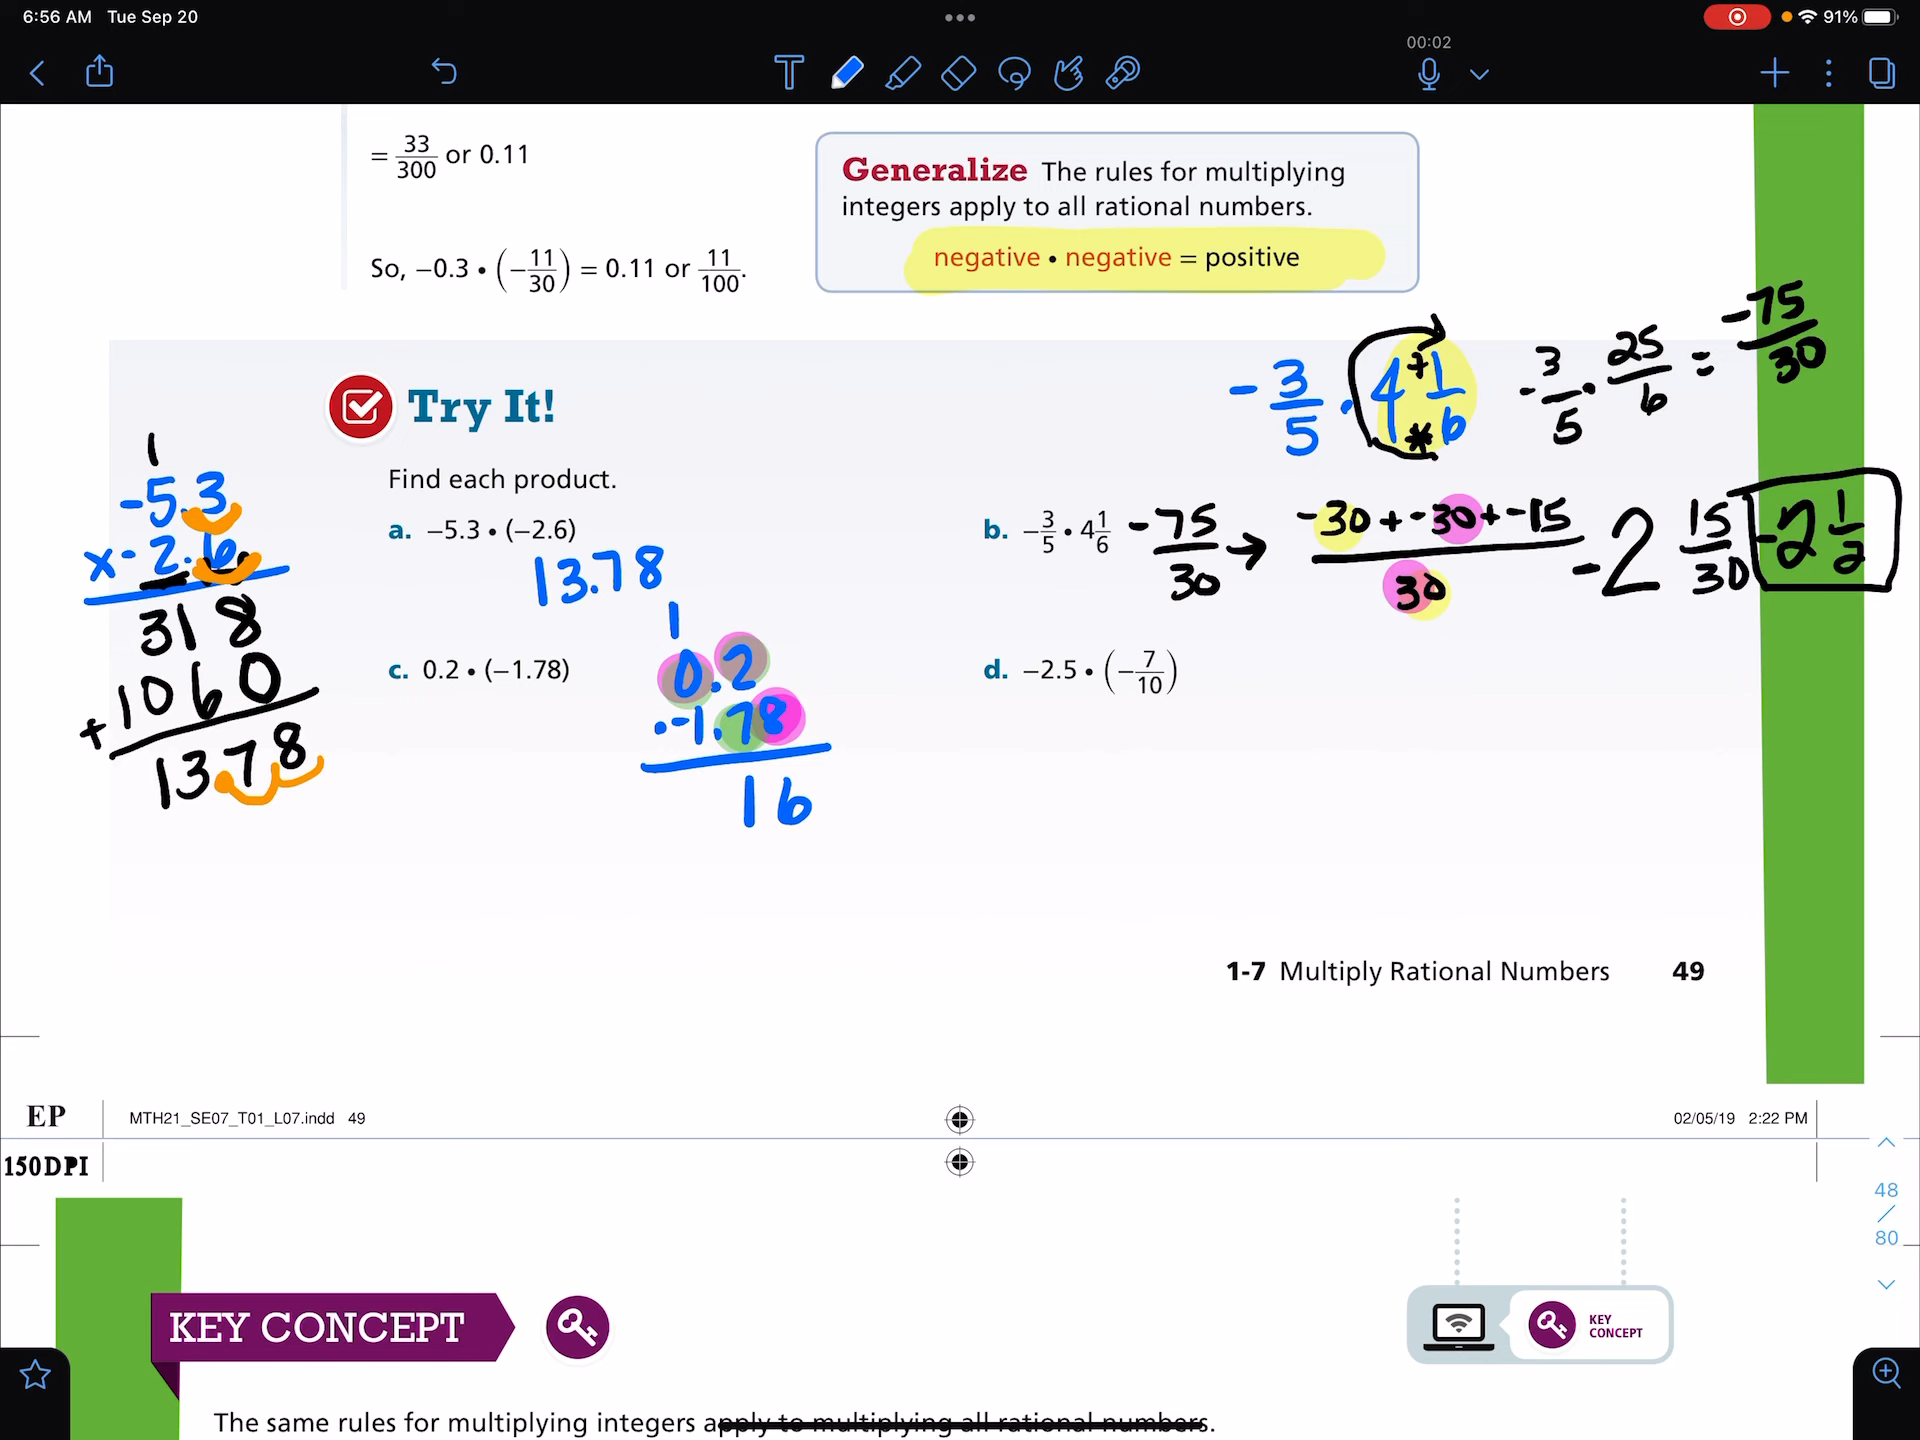 6:56 AM Tue Sep 20
91%
00:02
= 33/300 or 0.11
So, −0.3 • (−11/30) = 0.11 or 11/100.
Generalize The rules for multiplying
integers apply to all rational numbers.
negative • negative = positive
Try It!
Find each product.
a. −5.3 • (−2.6)
13.78
1
-5.3
x-2.6
318
1060
+
1378
- 3/5 · 4 + 1/6
*
-3/5 · 25/6 = -75/30
b. −3/5 • 4 1/6
-75/30 → -30 + -30 + -15 / 30
-2 15/30
-2 1/2
c. 0.2 • (−1.78)
1
0.2
·-1.78
16
d. −2.5 • (−7/10)
1-7 Multiply Rational Numbers 49
EP
MTH21_SE07_T01_L07.indd 49
02/05/19 2:22 PM
150DPI
48
/
80
KEY CONCEPT
KEY
CONCEPT
The same rules for multiplying integers apply to multiplying all rational numbers.